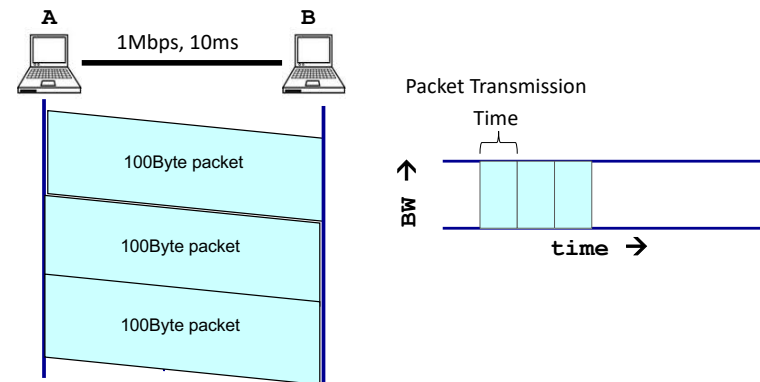 A
B
1Mbps, 10ms
100Byte packet
100Byte packet
100Byte packet
Packet Transmission
Time
BW →
time →